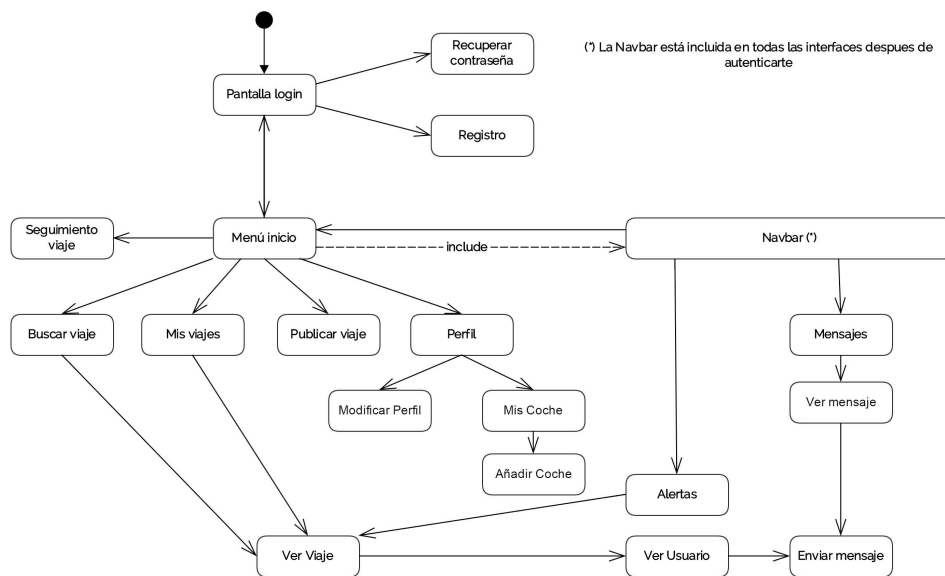 Recuperar
contraseña
(*) La Navbar está incluida en todas las interfaces despues de
autenticarte
Pantalla login
Registro
Seguimiento
viaje
Menú inicio
include
Navbar (*)
Buscar viaje
Mis viajes
Publicar viaje
Perfil
Mensajes
Modificar Perfil
Mis Coche
Ver mensaje
Añadir Coche
Alertas
Ver Viaje
Ver Usuario
Enviar mensaje